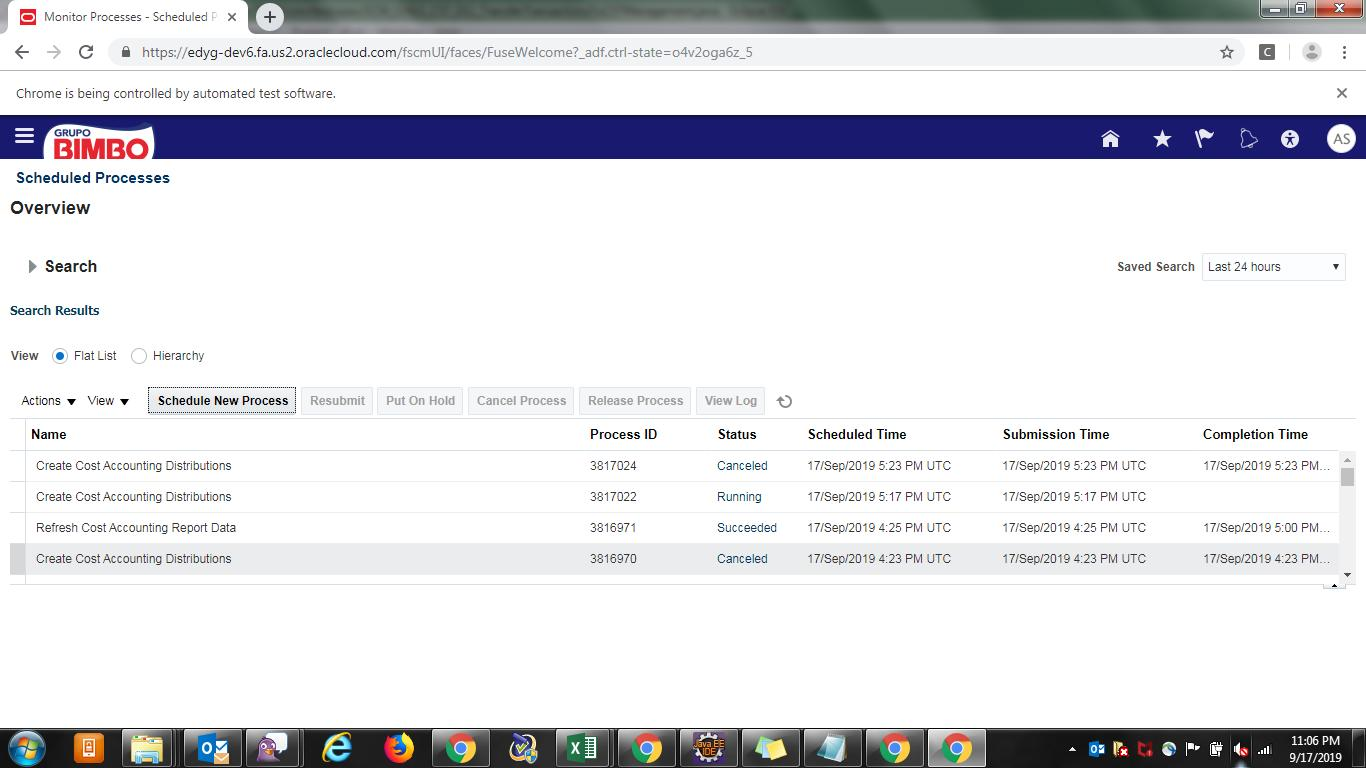 Monitor Processes - Scheduled P
https://edyg-dev6.fa.us2.oraclecloud.com/fscmUI/faces/FuseWelcome?_adf.ctrl-state=o4v2oga6z_5
C
Chrome is being controlled by automated test software.
GRUPO
BIMBO
AS
Scheduled Processes
Overview
Search
Saved Search Last 24 hours
Search Results
View Flat List Hierarchy
Actions View Schedule New Process Resubmit Put On Hold Cancel Process Release Process View Log
Name Process ID Status Scheduled Time Submission Time Completion Time
Create Cost Accounting Distributions 3817024 Canceled 17/Sep/2019 5:23 PM UTC 17/Sep/2019 5:23 PM UTC 17/Sep/2019 5:23 PM...
Create Cost Accounting Distributions 3817022 Running 17/Sep/2019 5:17 PM UTC 17/Sep/2019 5:17 PM UTC
Refresh Cost Accounting Report Data 3816971 Succeeded 17/Sep/2019 4:25 PM UTC 17/Sep/2019 4:25 PM UTC 17/Sep/2019 5:00 PM...
Create Cost Accounting Distributions 3816970 Canceled 17/Sep/2019 4:23 PM UTC 17/Sep/2019 4:23 PM UTC 17/Sep/2019 4:23 PM...
Java EE
IDE
11:06 PM
9/17/2019